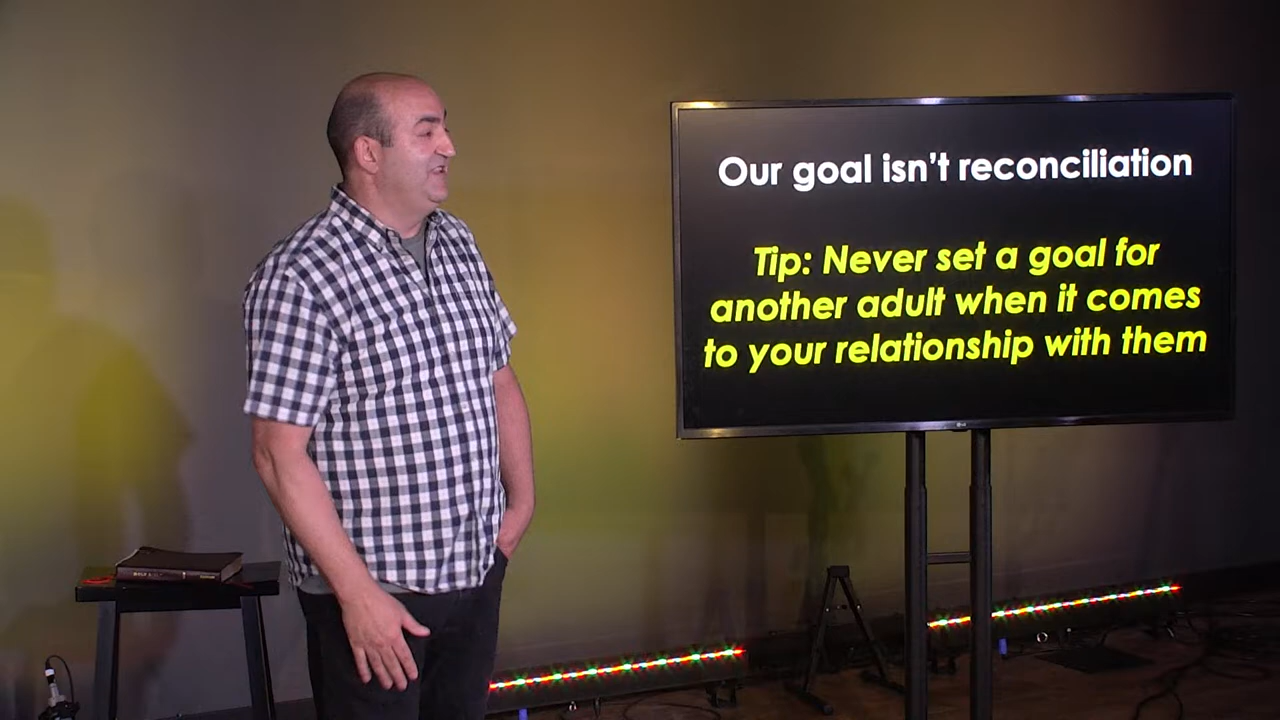 Our goal isn't reconciliation
Tip: Never set a goal for
another adult when it comes
to your relationship with them
LG